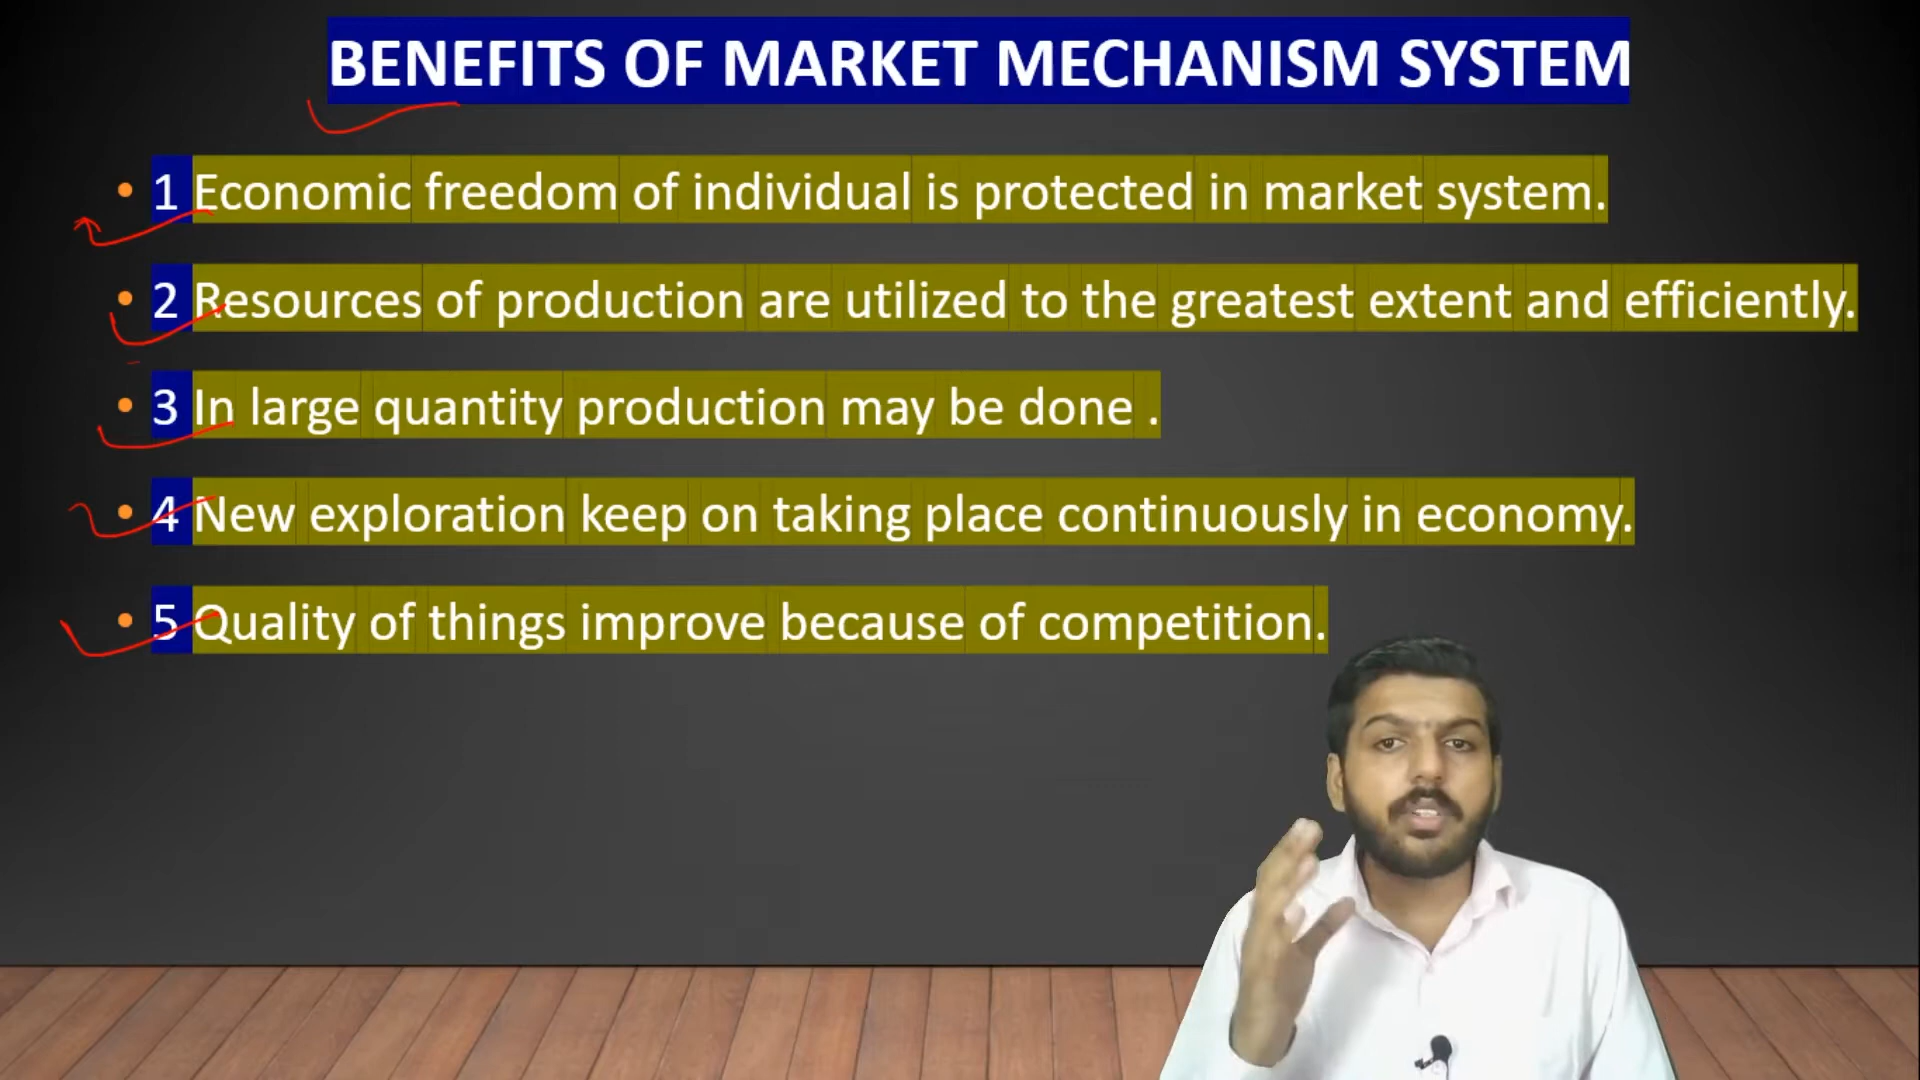 BENEFITS OF MARKET MECHANISM SYSTEM
• 1 Economic freedom of individual is protected in market system.
• 2 Resources of production are utilized to the greatest extent and efficiently.
• 3 In large quantity production may be done .
• 4 New exploration keep on taking place continuously in economy.
• 5 Quality of things improve because of competition.